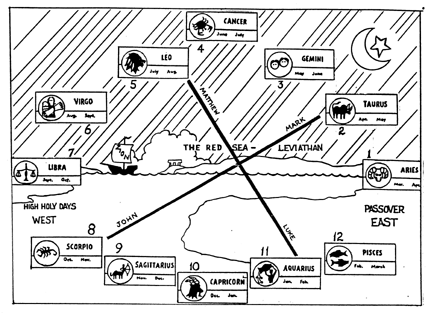 CANCER
June July
4
LEO
July Aug.
5
GEMINI
May June
3
MATTHEW
TAURUS
Apr. May
2
MARK
VIRGO
Aug. Sept.
6
THE RED SEA - LEVIATHAN
ZION
7
LIBRA
Sept. Oct.
1
ARIES
Mar. Apr.
HIGH HOLY DAYS
WEST
PASSOVER
EAST
JOHN
LUKE
8
SCORPIO
Oct. Nov.
9
SAGITTARIUS
Nov. Dec.
10
CAPRICORN
Dec. Jan.
11
AQUARIUS
Jan. Feb.
12
PISCES
Feb. March